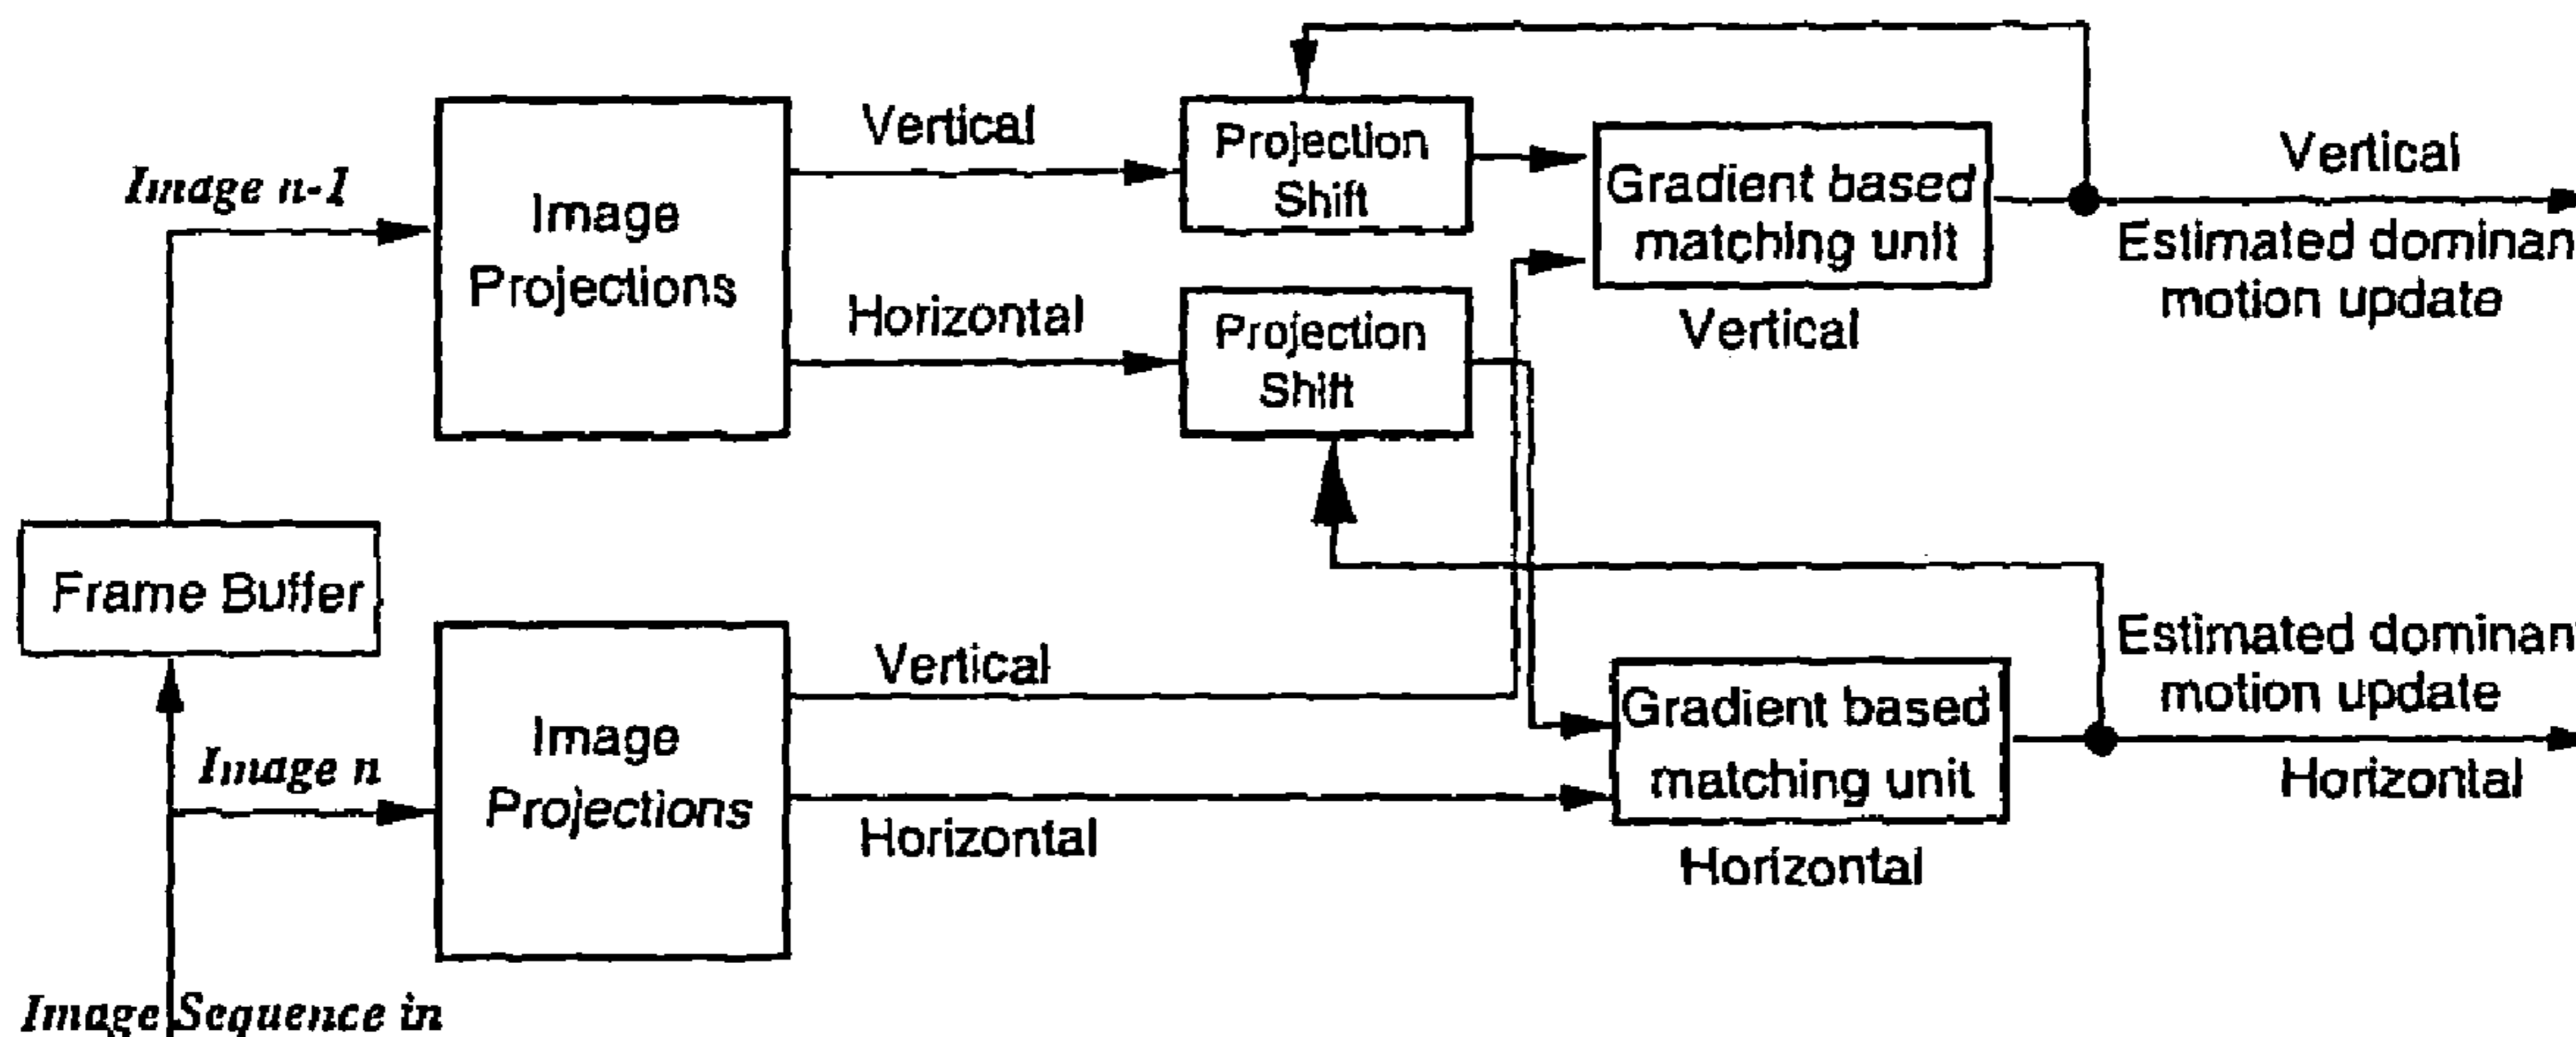 Image n-1
Image
Projections
Vertical
Horizontal
Projection
Shift
Projection
Shift
Gradient based
matching unit
Vertical
Vertical
Estimated dominan
motion update
Frame Buffer
Image n
Image
Projections
Vertical
Horizontal
Gradient based
matching unit
Horizontal
Estimated dominant
motion update
Horizontal
Image Sequence in